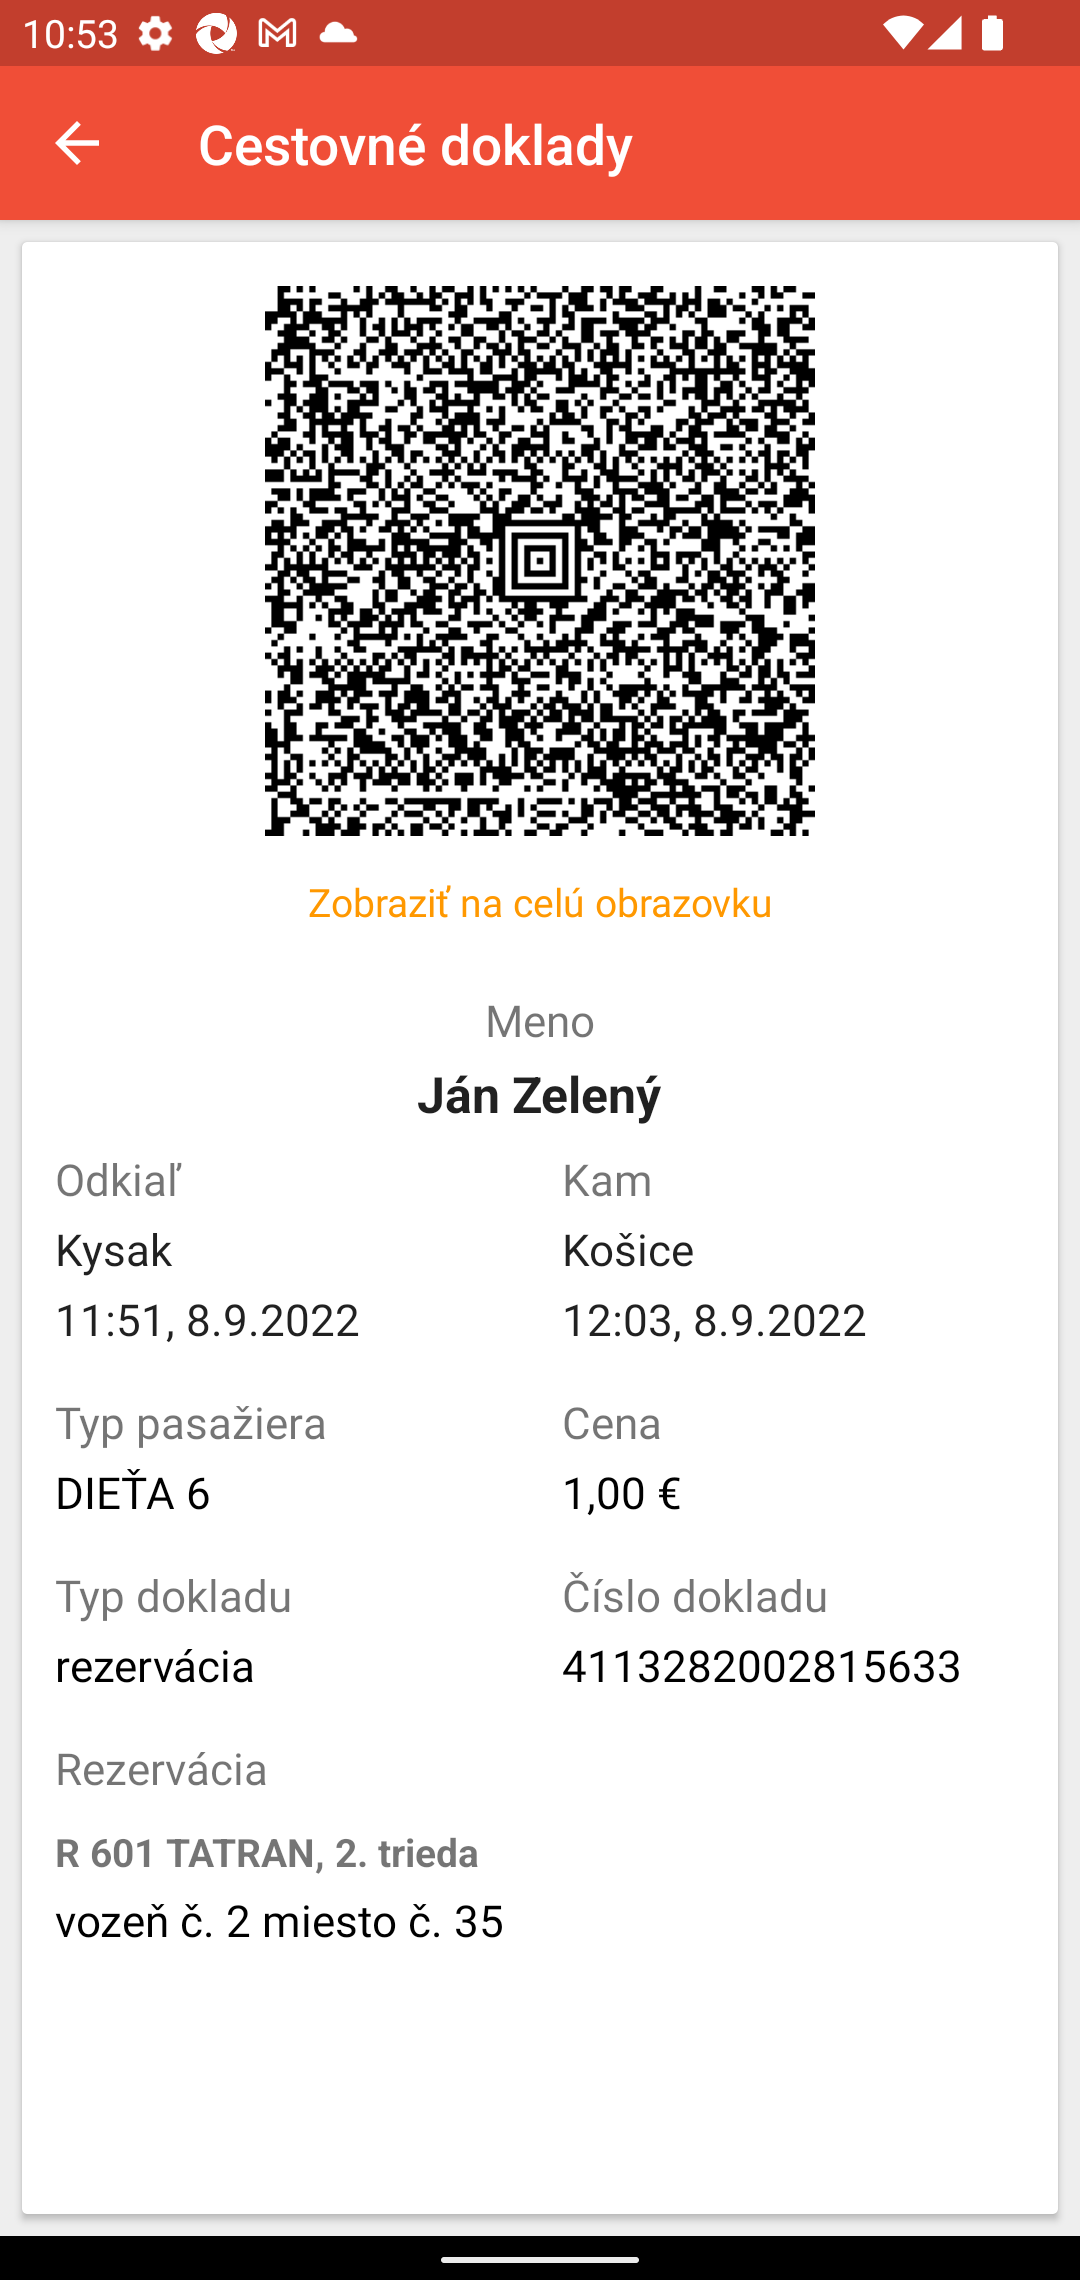 10:53
Cestovné doklady
Zobraziť na celú obrazovku
Meno
Ján Zelený
Odkiaľ
Kam
Kysak
Košice
11:51, 8.9.2022
12:03, 8.9.2022
Typ pasažiera
Cena
DIEŤA 6
1,00 €
Typ dokladu
Číslo dokladu
rezervácia
4113282002815633
Rezervácia
R 601 TATRAN, 2. trieda
vozeň č. 2 miesto č. 35